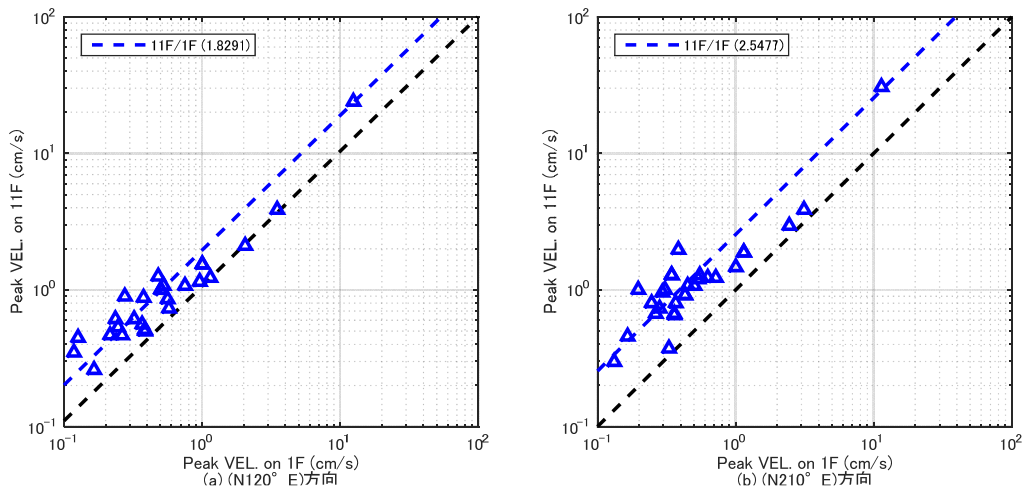 11F/1F (1.8291)
Peak VEL. on 11F (cm/s)
10²
10¹
10⁰
10⁻¹
10⁻¹ 10⁰ 10¹ 10²
Peak VEL. on 1F (cm/s)
(a) (N120° E)方向
11F/1F (2.5477)
Peak VEL. on 11F (cm/s)
10²
10¹
10⁰
10⁻¹
10⁻¹ 10⁰ 10¹ 10²
Peak VEL. on 1F (cm/s)
(b) (N210° E)方向